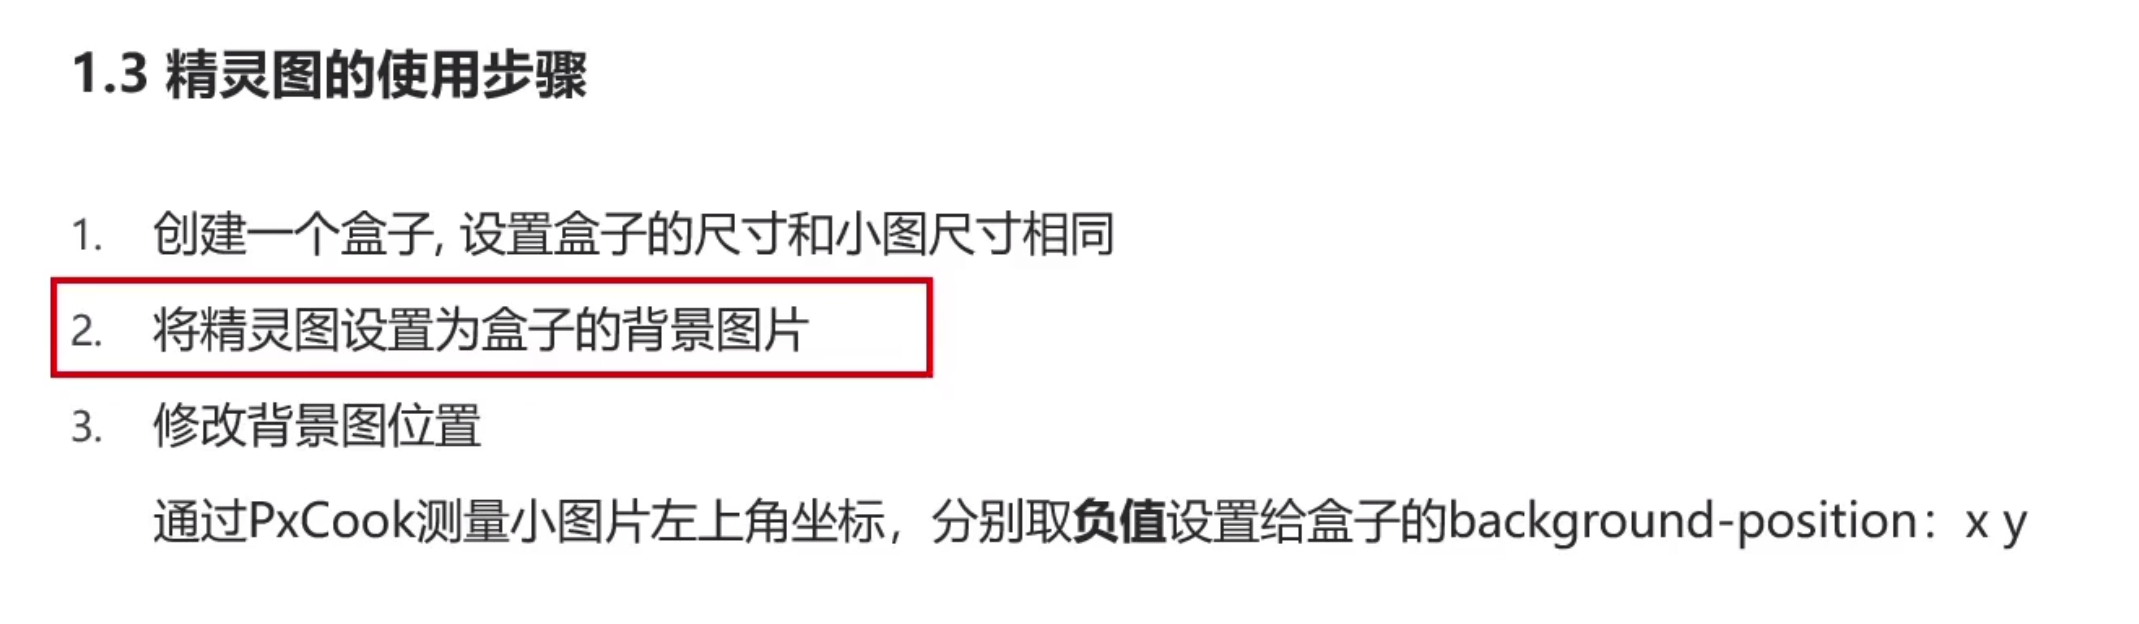 1.3 精灵图的使用步骤
1. 创建一个盒子, 设置盒子的尺寸和小图尺寸相同
2. 将精灵图设置为盒子的背景图片
3. 修改背景图位置
通过PxCook测量小图片左上角坐标，分别取负值设置给盒子的background-position：x y